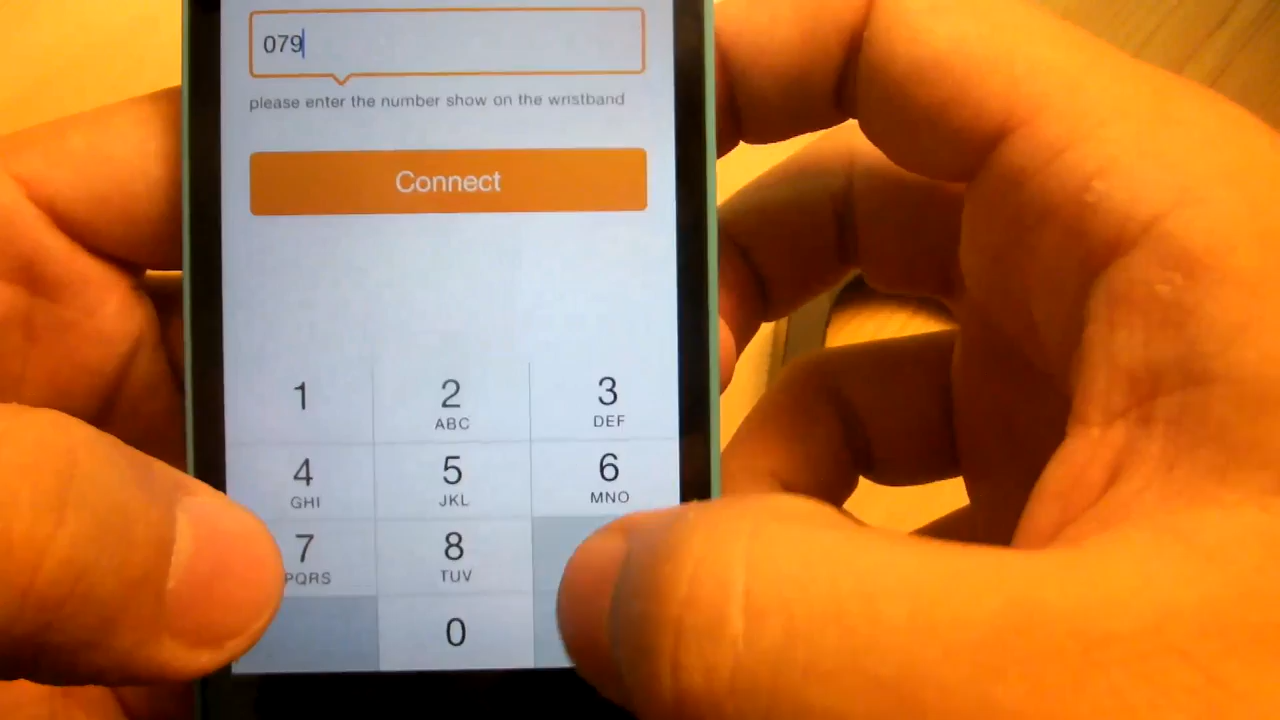 079
please enter the number show on the wristband
Connect
1 2 3
ABC DEF
4 5 6
GHI JKL MNO
7 8
PQRS TUV
0